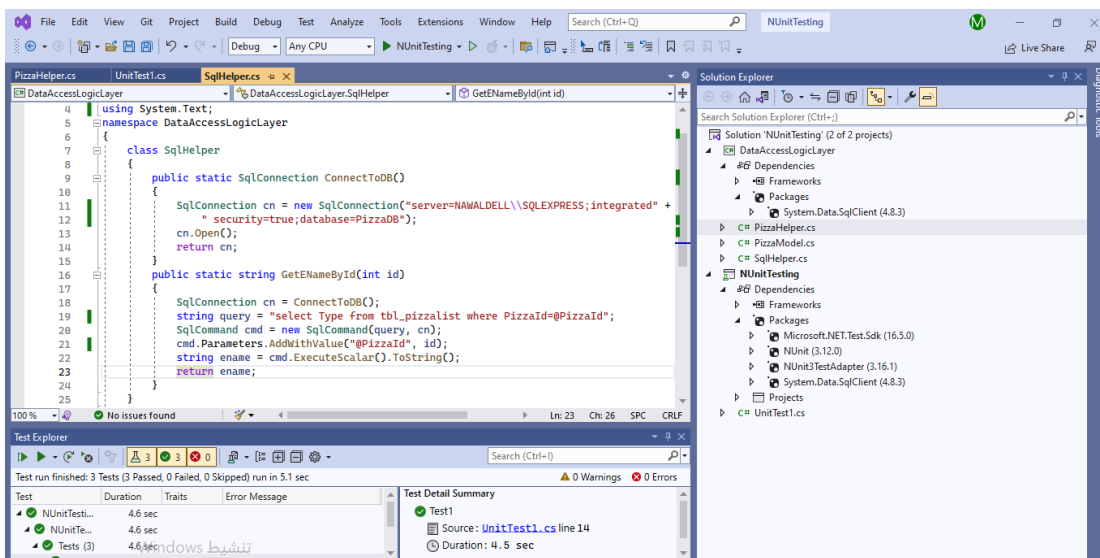 File Edit View Git Project Build Debug Test Analyze Tools Extensions Window Help Search (Ctrl+Q) NUnitTesting M
Debug Any CPU NUnitTesting Live Share
PizzaHelper.cs UnitTest1.cs SqlHelper.cs
DataAccessLogicLayer DataAccessLogicLayer.SqlHelper GetENameById(int id)
4 using System.Text;
5 namespace DataAccessLogicLayer
6 {
7 class SqlHelper
8 {
9 public static SqlConnection ConnectToDB()
10 {
11 SqlConnection cn = new SqlConnection("server=NAWALDELL\\SQLEXPRESS;integrated" +
12 " security=true;database=PizzaDB");
13 cn.Open();
14 return cn;
15 }
16 public static string GetENameById(int id)
17 {
18 SqlConnection cn = ConnectToDB();
19 string query = "select Type from tbl_pizzalist where PizzaId=@PizzaId";
20 SqlCommand cmd = new SqlCommand(query, cn);
21 cmd.Parameters.AddWithValue("@PizzaId", id);
22 string ename = cmd.ExecuteScalar().ToString();
23 return ename;
24 }
25 }
100 % No issues found Ln: 23 Ch: 26 SPC CRLF
Solution Explorer
Search Solution Explorer (Ctrl+;)
Solution 'NUnitTesting' (2 of 2 projects)
DataAccessLogicLayer
Dependencies
Frameworks
Packages
System.Data.SqlClient (4.8.3)
C# PizzaHelper.cs
C# PizzaModel.cs
C# SqlHelper.cs
NUnitTesting
Dependencies
Frameworks
Packages
Microsoft.NET.Test.Sdk (16.5.0)
NUnit (3.12.0)
NUnit3TestAdapter (3.16.1)
System.Data.SqlClient (4.8.3)
Projects
C# UnitTest1.cs
Diagnostic Tools
Test Explorer
3 3 0 Search (Ctrl+I)
Test run finished: 3 Tests (3 Passed, 0 Failed, 0 Skipped) run in 5.1 sec 0 Warnings 0 Errors
Test Duration Traits Error Message
NUnitTesti... 4.6 sec
NUnitTe... 4.6 sec
Tests (3) 4.6 sec
تنشيط Windows
Test Detail Summary
Test1
Source: UnitTest1.cs line 14
Duration: 4.5 sec